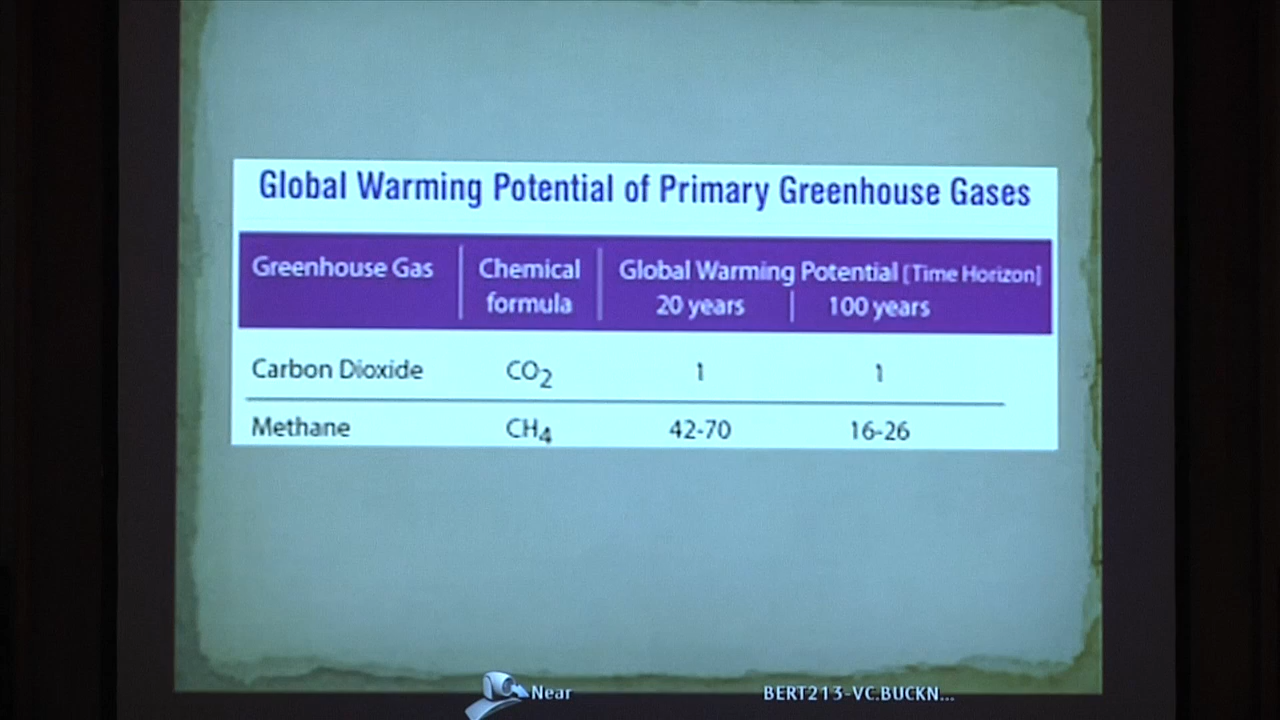 Global Warming Potential of Primary Greenhouse Gases
Greenhouse Gas Chemical formula Global Warming Potential [Time Horizon]
20 years 100 years
Carbon Dioxide CO2 1 1
Methane CH4 42-70 16-26
Near BERT213-VC.BUCKN...